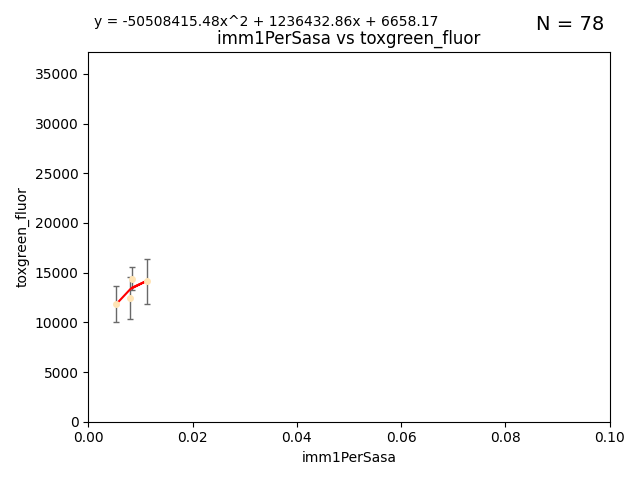 y = -50508415.48x^2 + 1236432.86x + 6658.17
N = 78
imm1PerSasa vs toxgreen_fluor
35000
30000
25000
20000
15000
10000
5000
0
toxgreen_fluor
0.00 0.02 0.04 0.06 0.08 0.10
imm1PerSasa